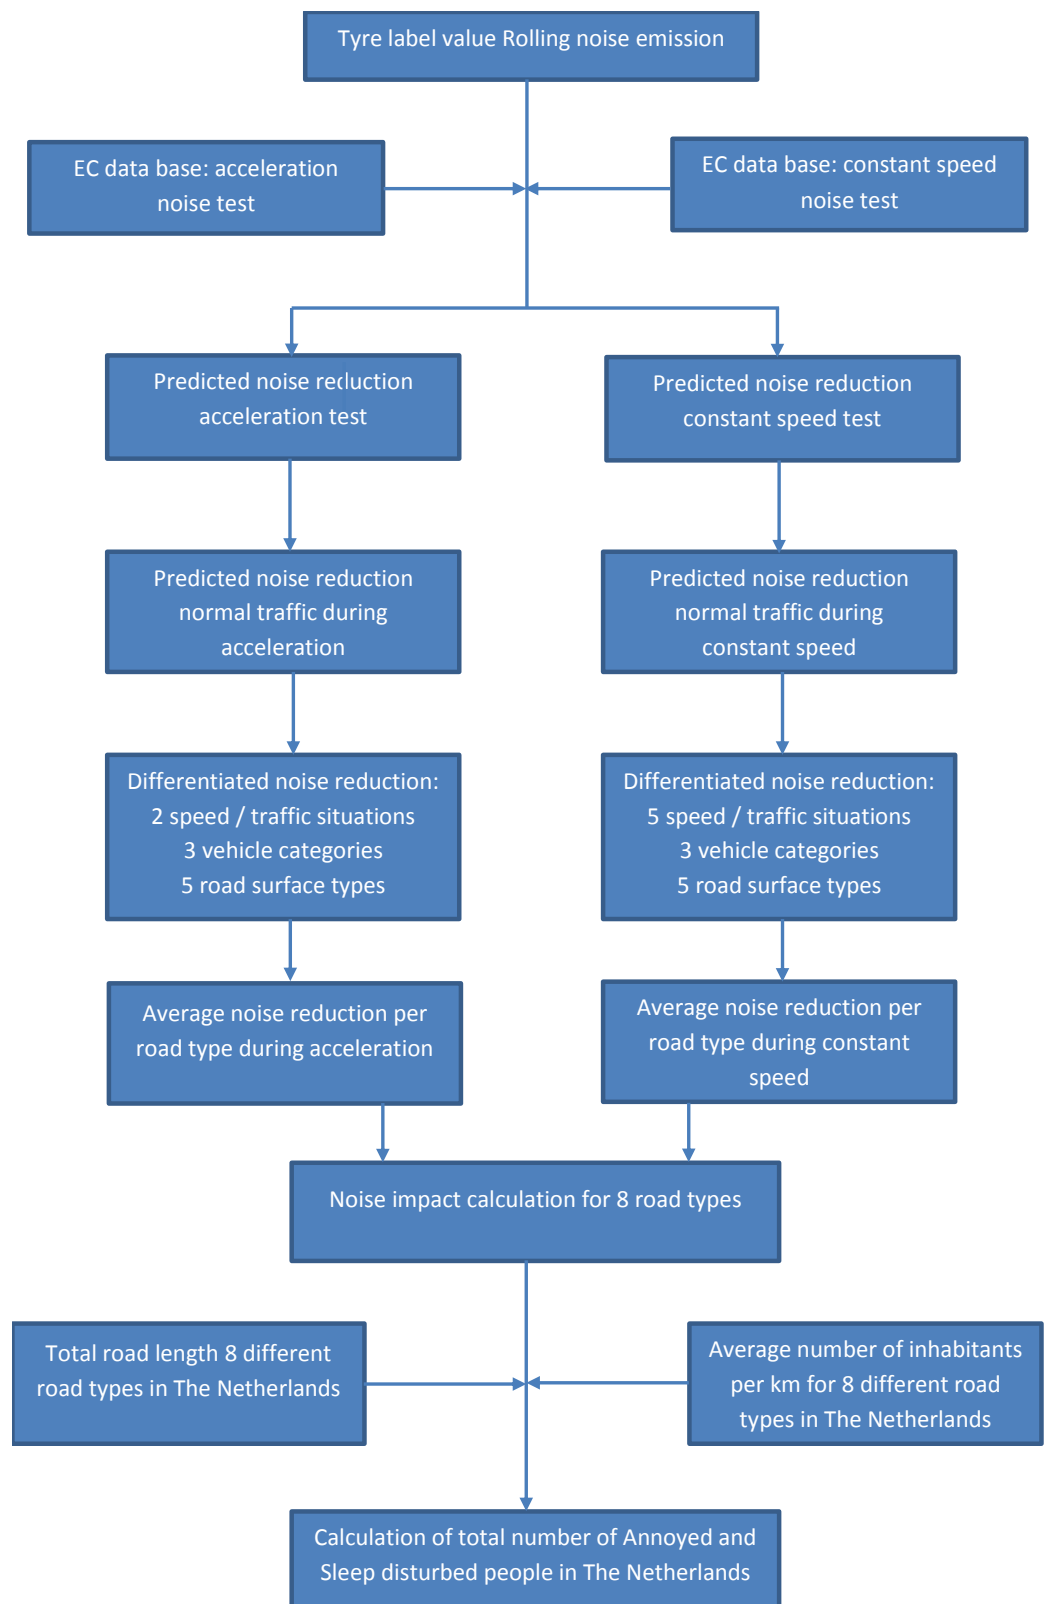 Tyre label value Rolling noise emission
EC data base: acceleration
noise test
EC data base: constant speed
noise test
Predicted noise reduction
acceleration test
Predicted noise reduction
constant speed test
Predicted noise reduction
normal traffic during
acceleration
Predicted noise reduction
normal traffic during
constant speed
Differentiated noise reduction:
2 speed / traffic situations
3 vehicle categories
5 road surface types
Differentiated noise reduction:
5 speed / traffic situations
3 vehicle categories
5 road surface types
Average noise reduction per
road type during acceleration
Average noise reduction per
road type during constant
speed
Noise impact calculation for 8 road types
Total road length 8 different
road types in The Netherlands
Average number of inhabitants
per km for 8 different road
types in The Netherlands
Calculation of total number of Annoyed and
Sleep disturbed people in The Netherlands